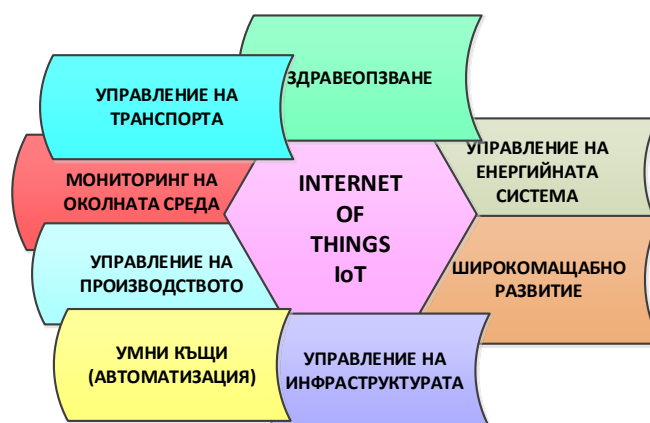 ЗДРАВЕОПЗВАНЕ
УПРАВЛЕНИЕ НА
ТРАНСПОРТА
УПРАВЛЕНИЕ НА
ЕНЕРГИЙНАТА
СИСТЕМА
МОНИТОРИНГ НА
ОКОЛНАТА СРЕДА
INTERNET
OF
THINGS
IoT
УПРАВЛЕНИЕ НА
ПРОИЗВОДСТВОТО
ШИРОКОМАЩАБНО
РАЗВИТИЕ
УМНИ КЪЩИ
(АВТОМАТИЗАЦИЯ)
УПРАВЛЕНИЕ НА
ИНФРАСТРУКТУРАТА